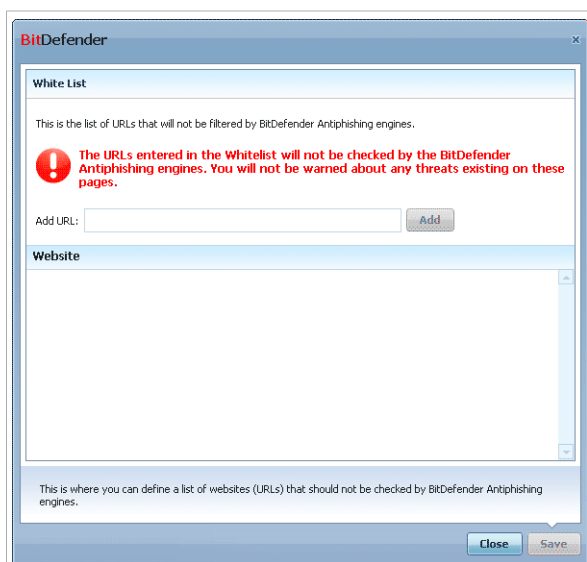 BitDefender
White List
This is the list of URLs that will not be filtered by BitDefender Antiphishing engines.
The URLs entered in the Whitelist will not be checked by the BitDefender
Antiphishing engines. You will not be warned about any threats existing on these
pages.
Add URL:
Add
Website
This is where you can define a list of websites (URLs) that should not be checked by BitDefender Antiphishing
engines.
Close
Save